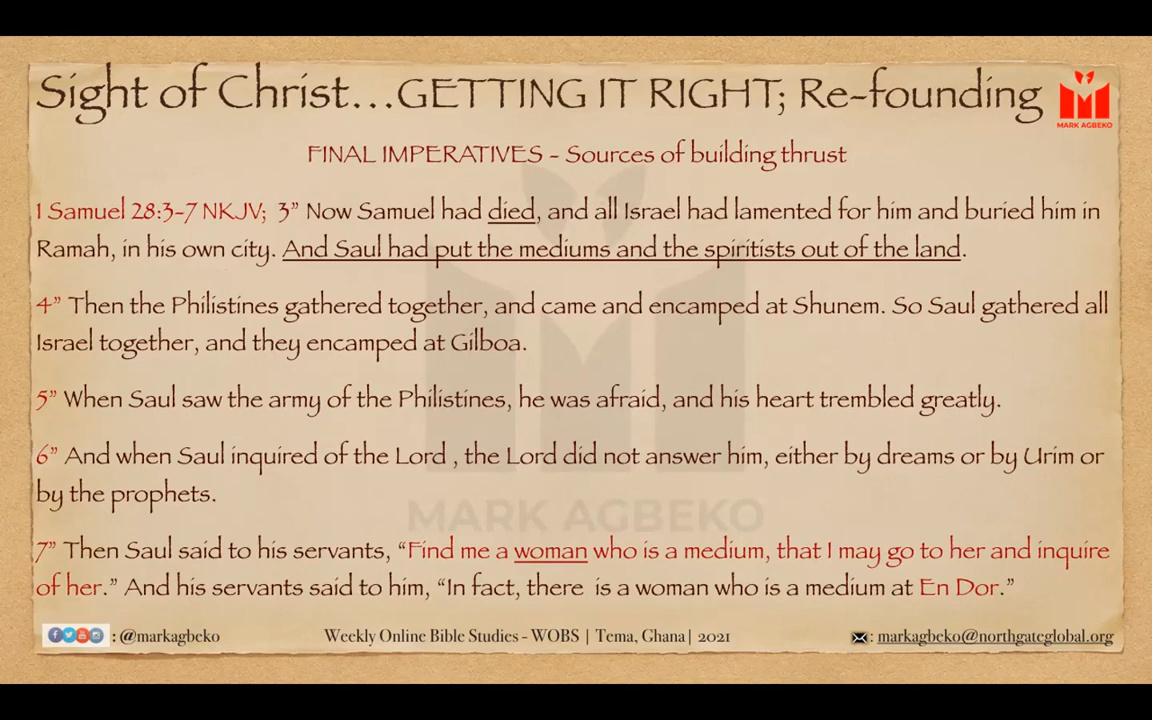 Sight of Christ...GETTING IT RIGHT; Re-founding
MARK AGBEKO
FINAL IMPERATIVES - Sources of building thrust
1 Samuel 28:3-7 NKJV; 3” Now Samuel had died, and all Israel had lamented for him and buried him in
Ramah, in his own city. And Saul had put the mediums and the spiritists out of the land.
4” Then the Philistines gathered together, and came and encamped at Shunem. So Saul gathered all
Israel together, and they encamped at Gilboa.
5” When Saul saw the army of the Philistines, he was afraid, and his heart trembled greatly.
6” And when Saul inquired of the Lord , the Lord did not answer him, either by dreams or by Urim or
by the prophets.
MARK AGBEKO
7” Then Saul said to his servants, “Find me a woman who is a medium, that I may go to her and inquire
of her.” And his servants said to him, “In fact, there is a woman who is a medium at En Dor.”
: @markagbeko
Weekly Online Bible Studies - WOBS | Tema, Ghana| 2021
: markagbeko@northgateglobal.org